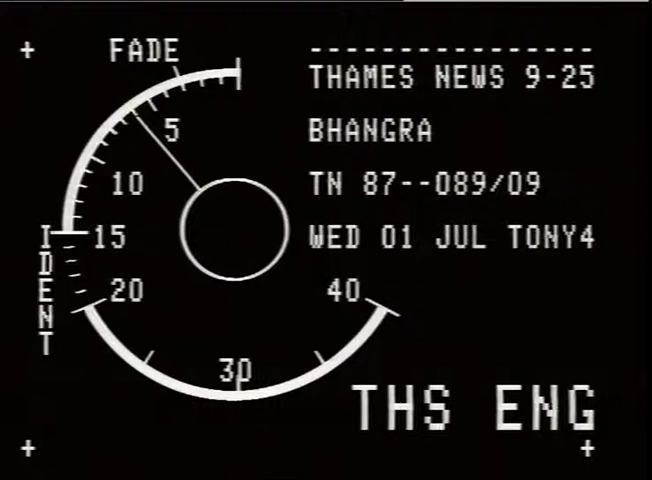 FADE
----------------
THAMES NEWS 9-25
5
BHANGRA
10
TN 87--089/09
15
WED 01 JUL TONY4
IDENT
20
40
30
THS ENG